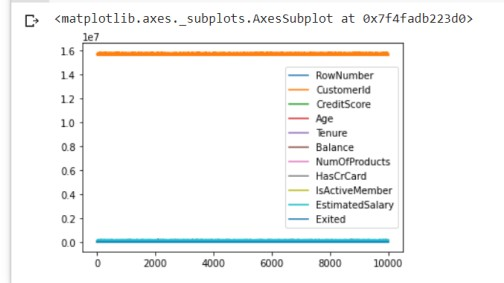 <matplotlib.axes._subplots.AxesSubplot at 0x7f4fadb223d0>
1e7
1.6
1.4
1.2
1.0
0.8
0.6
0.4
0.2
0.0
RowNumber
CustomerId
CreditScore
Age
Tenure
Balance
NumOfProducts
HasCrCard
IsActiveMember
EstimatedSalary
Exited
0 2000 4000 6000 8000 10000